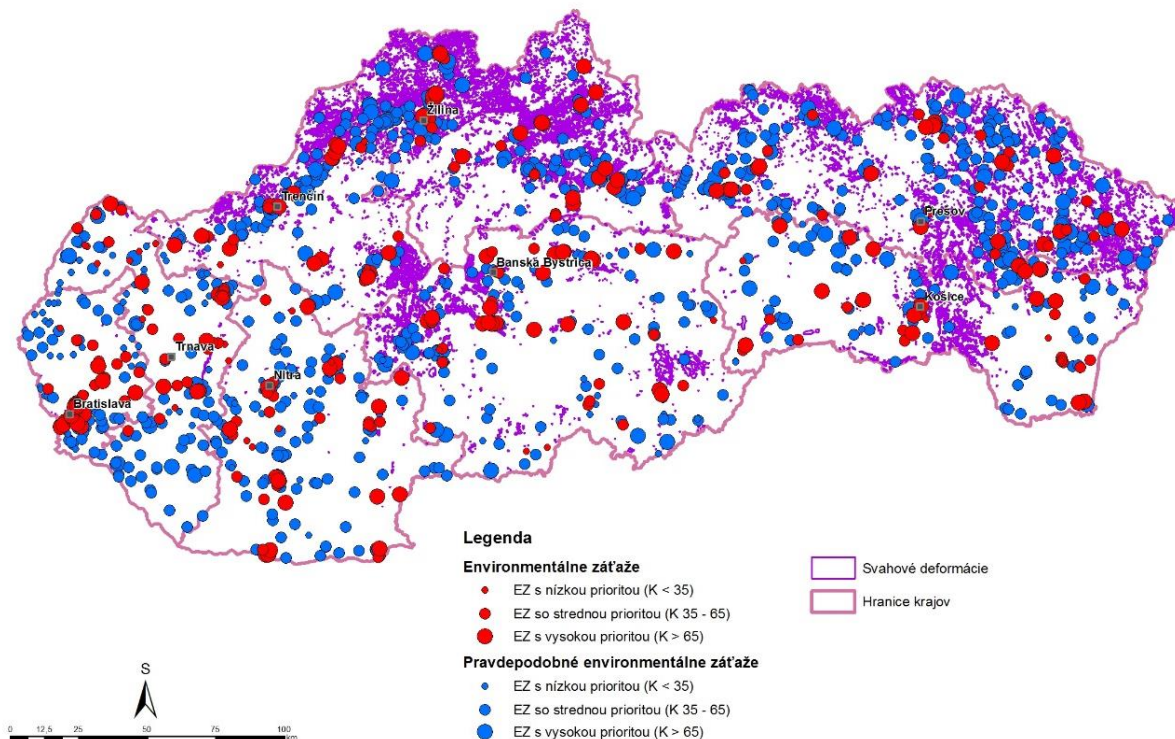 Žilina
Trenčín
Prešov
Banská Bystrica
Košice
Trnava
Nitra
Bratislava
Legenda
Environmentálne záťaže
EZ s nízkou prioritou (K < 35)
EZ so strednou prioritou (K 35 - 65)
EZ s vysokou prioritou (K > 65)
Pravdepodobné environmentálne záťaže
EZ s nízkou prioritou (K < 35)
EZ so strednou prioritou (K 35 - 65)
EZ s vysokou prioritou (K > 65)
Svahové deformácie
Hranice krajov
S
0 12,5 25 50 75 100
km